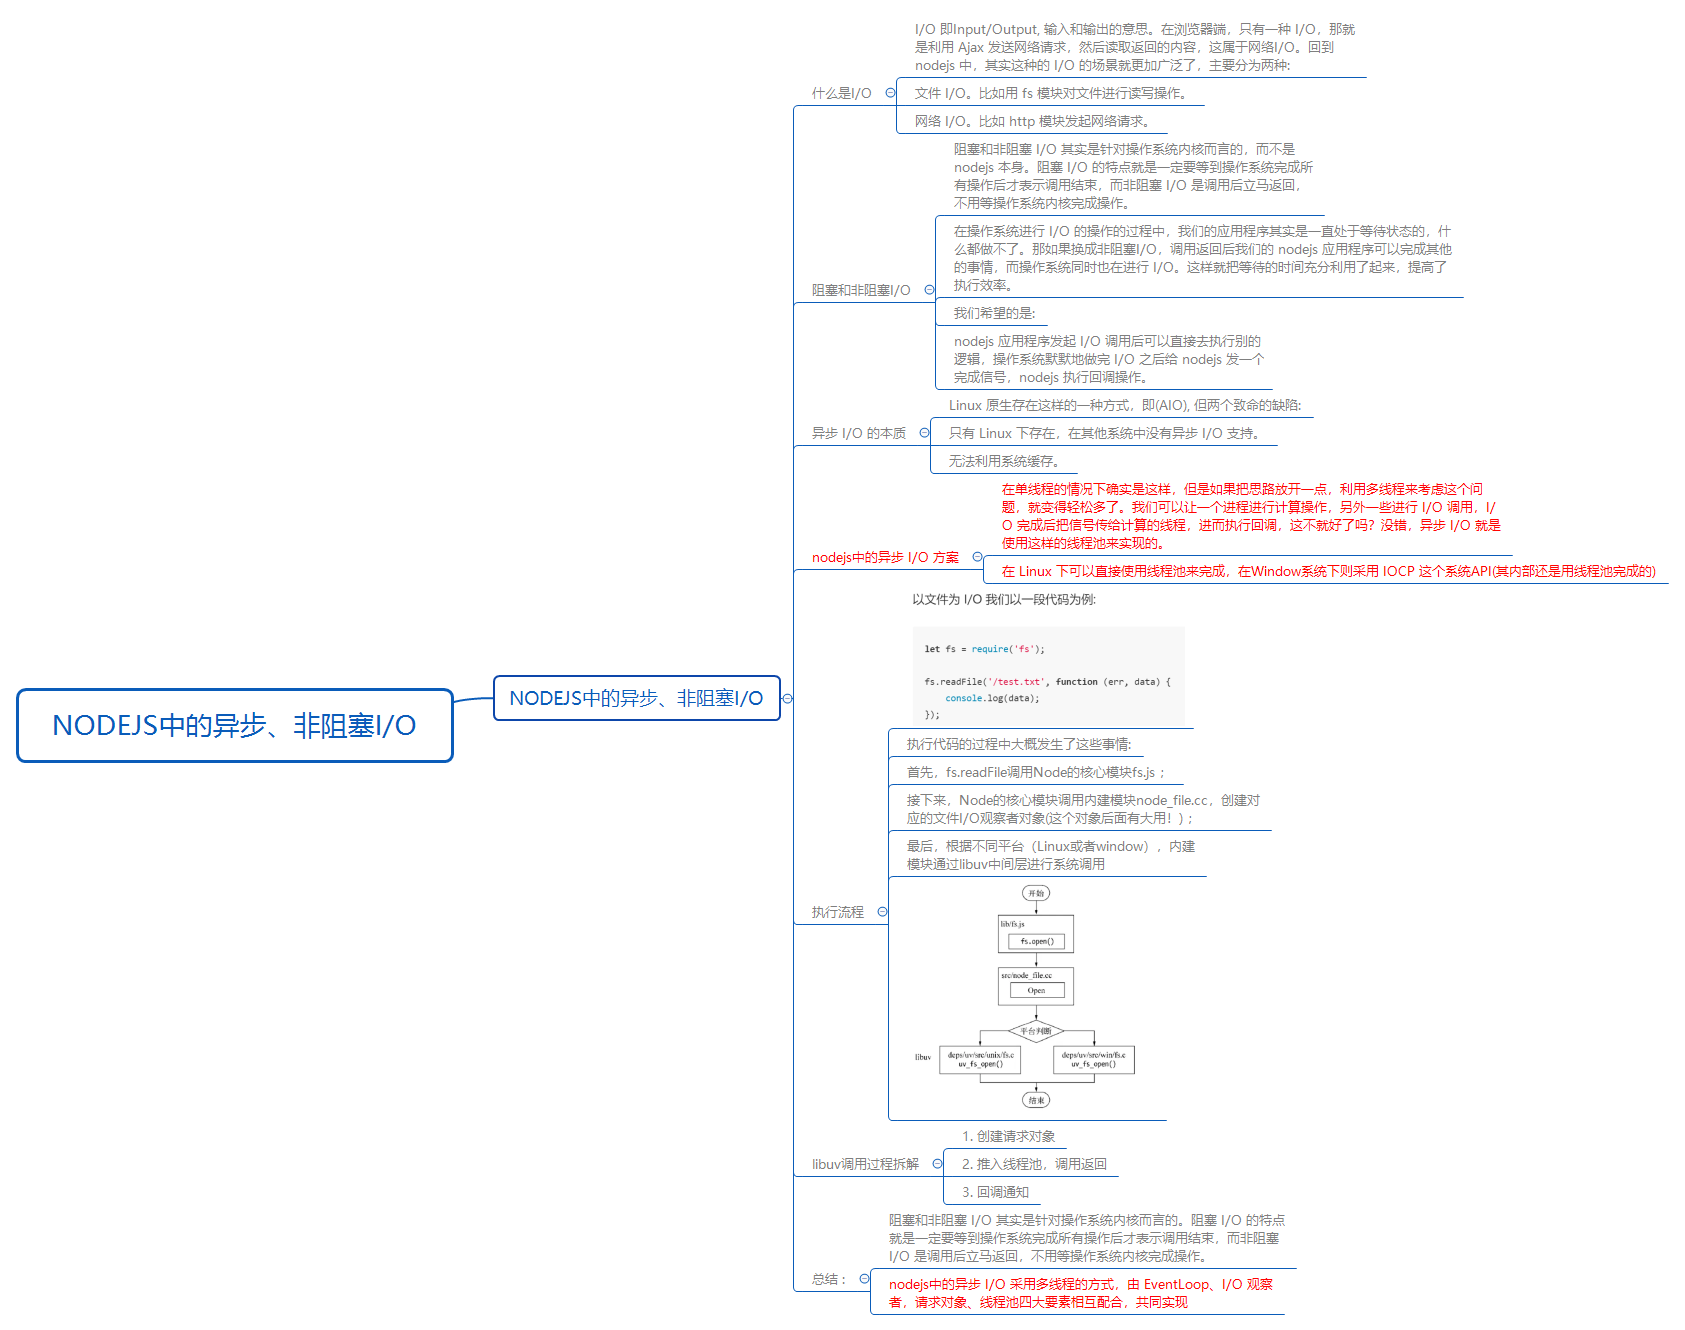 NODEJS中的异步、非阻塞I/O
NODEJS中的异步、非阻塞I/O
什么是I/O
I/O 即Input/Output, 输入和输出的意思。在浏览器端，只有一种 I/O，那就
是利用 Ajax 发送网络请求，然后读取返回的内容，这属于网络I/O。回到
nodejs 中，其实这种的 I/O 的场景就更加广泛了，主要分为两种:
文件 I/O。比如用 fs 模块对文件进行读写操作。
网络 I/O。比如 http 模块发起网络请求。
阻塞和非阻塞I/O
阻塞和非阻塞 I/O 其实是针对操作系统内核而言的，而不是
nodejs 本身。阻塞 I/O 的特点就是一定要等到操作系统完成所
有操作后才表示调用结束，而非阻塞 I/O 是调用后立马返回，
不用等操作系统内核完成操作。
在操作系统进行 I/O 的操作的过程中，我们的应用程序其实是一直处于等待状态的，什
么都做不了。那如果换成非阻塞I/O，调用返回后我们的 nodejs 应用程序可以完成其他
的事情，而操作系统同时也在进行 I/O。这样就把等待的时间充分利用了起来，提高了
执行效率。
我们希望的是:
nodejs 应用程序发起 I/O 调用后可以直接去执行别的
逻辑，操作系统默默地做完 I/O 之后给 nodejs 发一个
完成信号，nodejs 执行回调操作。
异步 I/O 的本质
Linux 原生存在这样的一种方式，即(AIO), 但两个致命的缺陷:
只有 Linux 下存在，在其他系统中没有异步 I/O 支持。
无法利用系统缓存。
nodejs中的异步 I/O 方案
在单线程的情况下确实是这样，但是如果把思路放开一点，利用多线程来考虑这个问
题，就变得轻松多了。我们可以让一个进程进行计算操作，另外一些进行 I/O 调用，I/
O 完成后把信号传给计算的线程，进而执行回调，这不就好了吗？没错，异步 I/O 就是
使用这样的线程池来实现的。
在 Linux 下可以直接使用线程池来完成，在Window系统下则采用 IOCP 这个系统API(其内部还是用线程池完成的)
执行流程
以文件为 I/O 我们以一段代码为例:
let fs = require('fs');
fs.readFile('/test.txt', function (err, data) {
console.log(data);
});
执行代码的过程中大概发生了这些事情:
首先，fs.readFile调用Node的核心模块fs.js ；
接下来，Node的核心模块调用内建模块node_file.cc，创建对
应的文件I/O观察者对象(这个对象后面有大用！) ；
最后，根据不同平台（Linux或者window），内建
模块通过libuv中间层进行系统调用
开始
lib/fs.js
fs.open()
src/node_file.cc
Open
平台判断
libuv
deps/uv/src/unix/fs.c
uv_fs_open()
deps/uv/src/win/fs.c
uv_fs_open()
结束
libuv调用过程拆解
1. 创建请求对象
2. 推入线程池，调用返回
3. 回调通知
总结：
阻塞和非阻塞 I/O 其实是针对操作系统内核而言的。阻塞 I/O 的特点
就是一定要等到操作系统完成所有操作后才表示调用结束，而非阻塞
I/O 是调用后立马返回，不用等操作系统内核完成操作。
nodejs中的异步 I/O 采用多线程的方式，由 EventLoop、I/O 观察
者，请求对象、线程池四大要素相互配合，共同实现